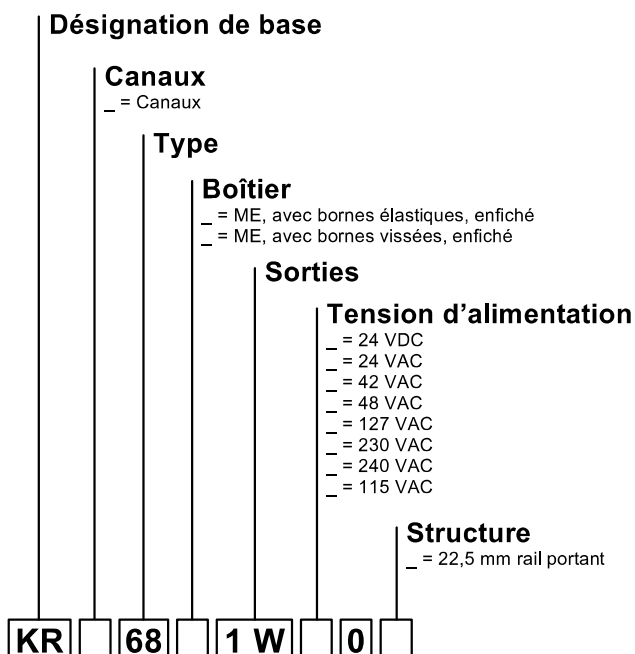 Désignation de base
Canaux
_ = Canaux
Type
Boîtier
_ = ME, avec bornes élastiques, enfiché
_ = ME, avec bornes vissées, enfiché
Sorties
Tension d'alimentation
_ = 24 VDC
_ = 24 VAC
_ = 42 VAC
_ = 48 VAC
_ = 127 VAC
_ = 230 VAC
_ = 240 VAC
_ = 115 VAC
Structure
_ = 22,5 mm rail portant
KR 68 1 W 0